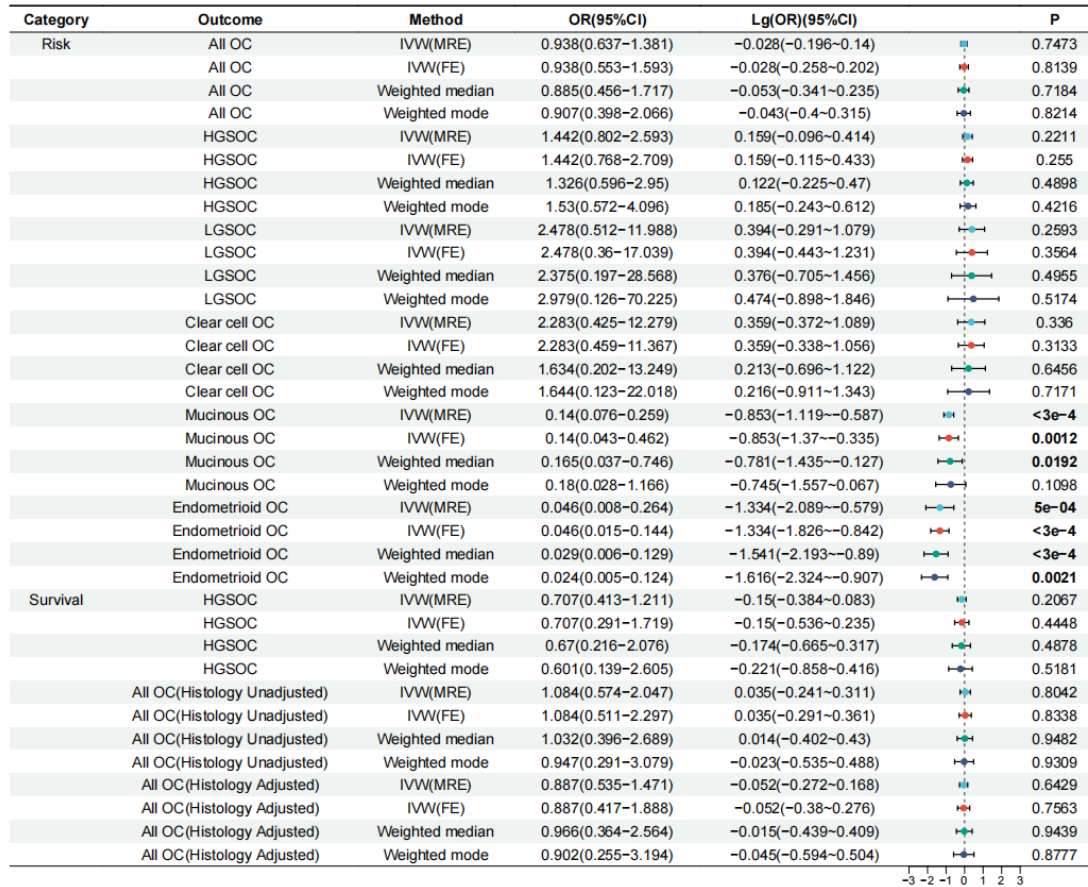 Category Outcome Method OR(95%CI) Lg(OR)(95%CI) P
Risk All OC IVW(MRE) 0.938(0.637−1.381) −0.028(−0.196~0.14) 0.7473
All OC IVW(FE) 0.938(0.553−1.593) −0.028(−0.258~0.202) 0.8139
All OC Weighted median 0.885(0.456−1.717) −0.053(−0.341~0.235) 0.7184
All OC Weighted mode 0.907(0.398−2.066) −0.043(−0.4~0.315) 0.8214
HGSOC IVW(MRE) 1.442(0.802−2.593) 0.159(−0.096~0.414) 0.2211
HGSOC IVW(FE) 1.442(0.768−2.709) 0.159(−0.115~0.433) 0.255
HGSOC Weighted median 1.326(0.596−2.95) 0.122(−0.225~0.47) 0.4898
HGSOC Weighted mode 1.53(0.572−4.096) 0.185(−0.243~0.612) 0.4216
LGSOC IVW(MRE) 2.478(0.512−11.988) 0.394(−0.291~1.079) 0.2593
LGSOC IVW(FE) 2.478(0.36−17.039) 0.394(−0.443~1.231) 0.3564
LGSOC Weighted median 2.375(0.197−28.568) 0.376(−0.705~1.456) 0.4955
LGSOC Weighted mode 2.979(0.126−70.225) 0.474(−0.898~1.846) 0.5174
Clear cell OC IVW(MRE) 2.283(0.425−12.279) 0.359(−0.372~1.089) 0.336
Clear cell OC IVW(FE) 2.283(0.459−11.367) 0.359(−0.338~1.056) 0.3133
Clear cell OC Weighted median 1.634(0.202−13.249) 0.213(−0.696~1.122) 0.6456
Clear cell OC Weighted mode 1.644(0.123−22.018) 0.216(−0.911~1.343) 0.7171
Mucinous OC IVW(MRE) 0.14(0.076−0.259) −0.853(−1.119~−0.587) <3e−4
Mucinous OC IVW(FE) 0.14(0.043−0.462) −0.853(−1.37~−0.335) 0.0012
Mucinous OC Weighted median 0.165(0.037−0.746) −0.781(−1.435~−0.127) 0.0192
Mucinous OC Weighted mode 0.18(0.028−1.166) −0.745(−1.557~0.067) 0.1098
Endometrioid OC IVW(MRE) 0.046(0.008−0.264) −1.334(−2.089~−0.579) 5e−04
Endometrioid OC IVW(FE) 0.046(0.015−0.144) −1.334(−1.826~−0.842) <3e−4
Endometrioid OC Weighted median 0.029(0.006−0.129) −1.541(−2.193~−0.89) <3e−4
Endometrioid OC Weighted mode 0.024(0.005−0.124) −1.616(−2.324~−0.907) 0.0021
Survival HGSOC IVW(MRE) 0.707(0.413−1.211) −0.15(−0.384~0.083) 0.2067
HGSOC IVW(FE) 0.707(0.291−1.719) −0.15(−0.536~0.235) 0.4448
HGSOC Weighted median 0.67(0.216−2.076) −0.174(−0.665~0.317) 0.4878
HGSOC Weighted mode 0.601(0.139−2.605) −0.221(−0.858~0.416) 0.5181
All OC(Histology Unadjusted) IVW(MRE) 1.084(0.574−2.047) 0.035(−0.241~0.311) 0.8042
All OC(Histology Unadjusted) IVW(FE) 1.084(0.511−2.297) 0.035(−0.291~0.361) 0.8338
All OC(Histology Unadjusted) Weighted median 1.032(0.396−2.689) 0.014(−0.402~0.43) 0.9482
All OC(Histology Unadjusted) Weighted mode 0.947(0.291−3.079) −0.023(−0.535~0.488) 0.9309
All OC(Histology Adjusted) IVW(MRE) 0.887(0.535−1.471) −0.052(−0.272~0.168) 0.6429
All OC(Histology Adjusted) IVW(FE) 0.887(0.417−1.888) −0.052(−0.38~0.276) 0.7563
All OC(Histology Adjusted) Weighted median 0.966(0.364−2.564) −0.015(−0.439~0.409) 0.9439
All OC(Histology Adjusted) Weighted mode 0.902(0.255−3.194) −0.045(−0.594~0.504) 0.8777
−3 −2 −1 0 1 2 3